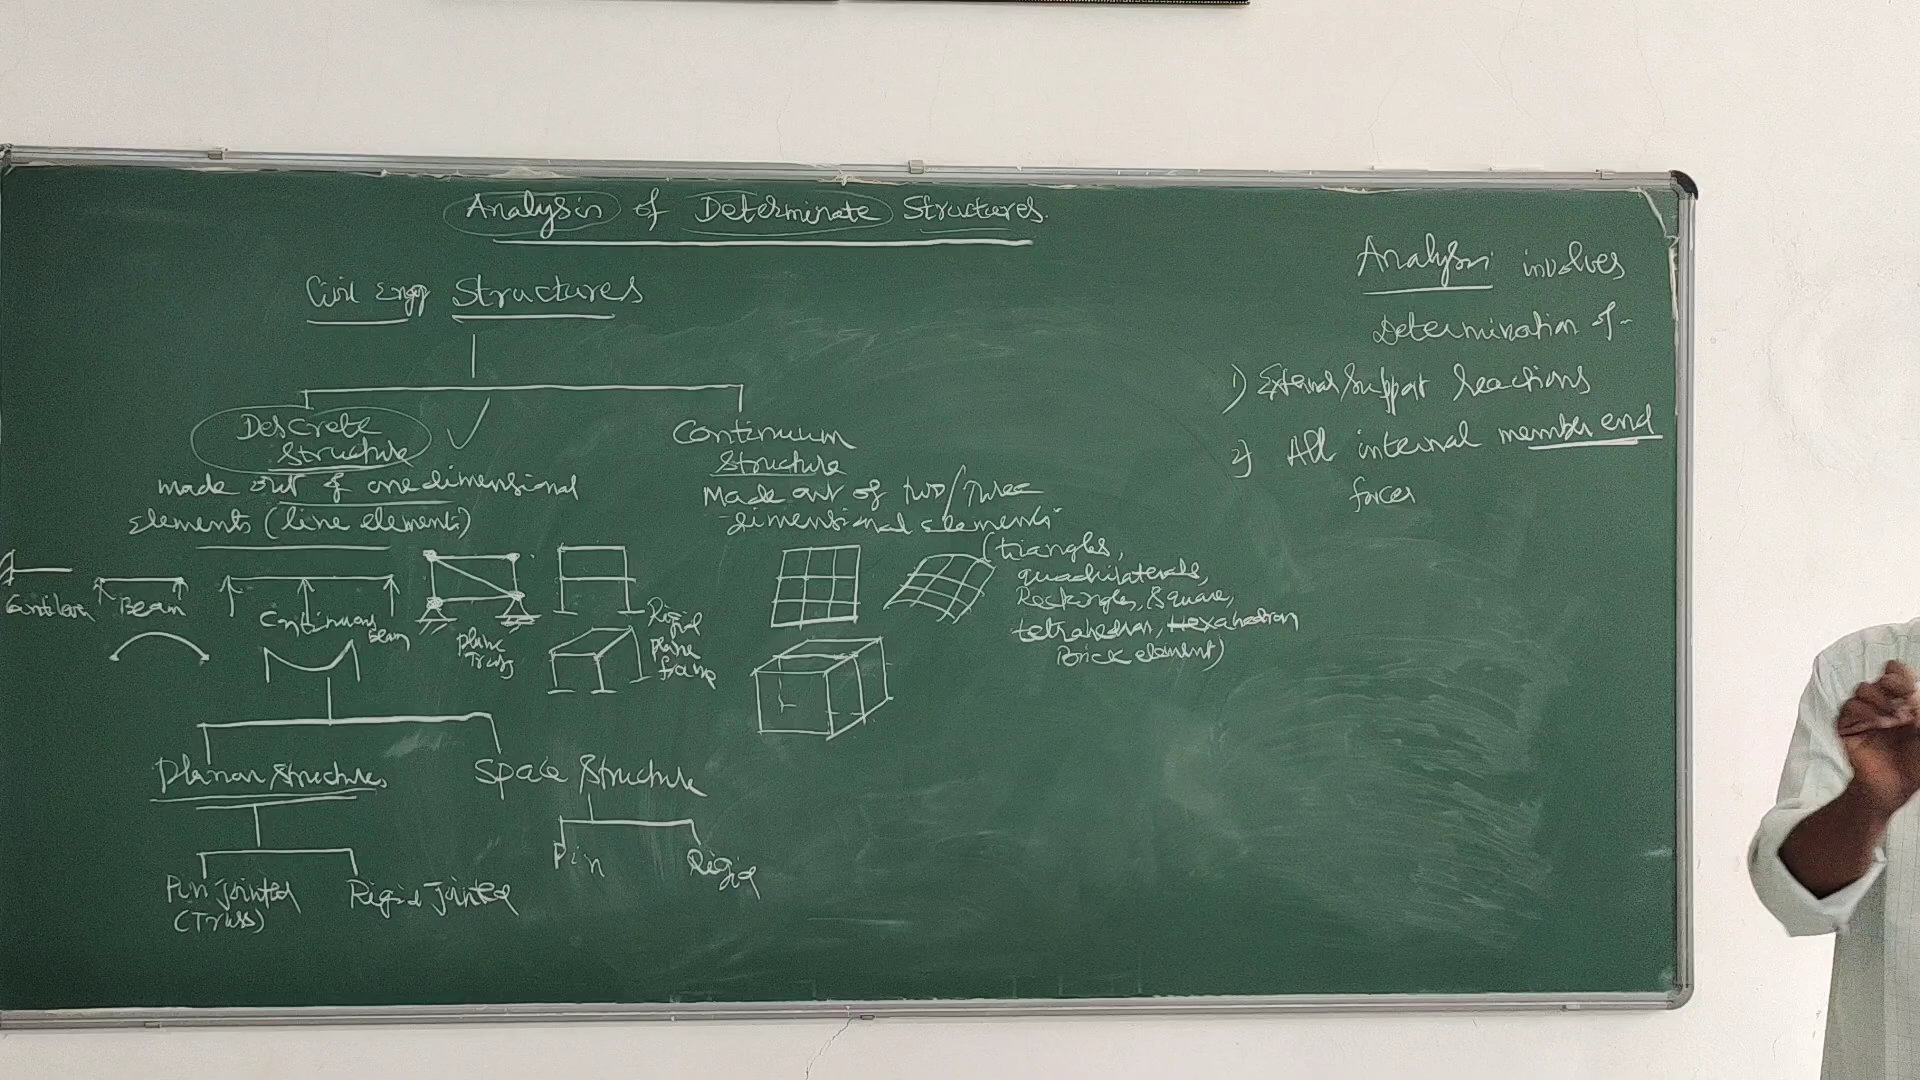 Analysis of Determinate Structures.
Civil Engg Structures
Descrete
Structure
made out of one dimensional
elements (line elements)
Cantilever
Beam
Continuous
Beam
Plane
Truss
Rigid
plane
frame
Planar Structures
Pin jointed
(Truss)
Rigid Jointed
Space Structure
Pin
Rigid
Continuum
Structure
Made out of two/Three
-dimensional elements
(triangles,
quadrilaterals,
Rectangles, Square,
tetrahedron, Hexahedron
Brick element)
Analysis involves
Determination of
1) External support reactions
2) All internal member end
forces